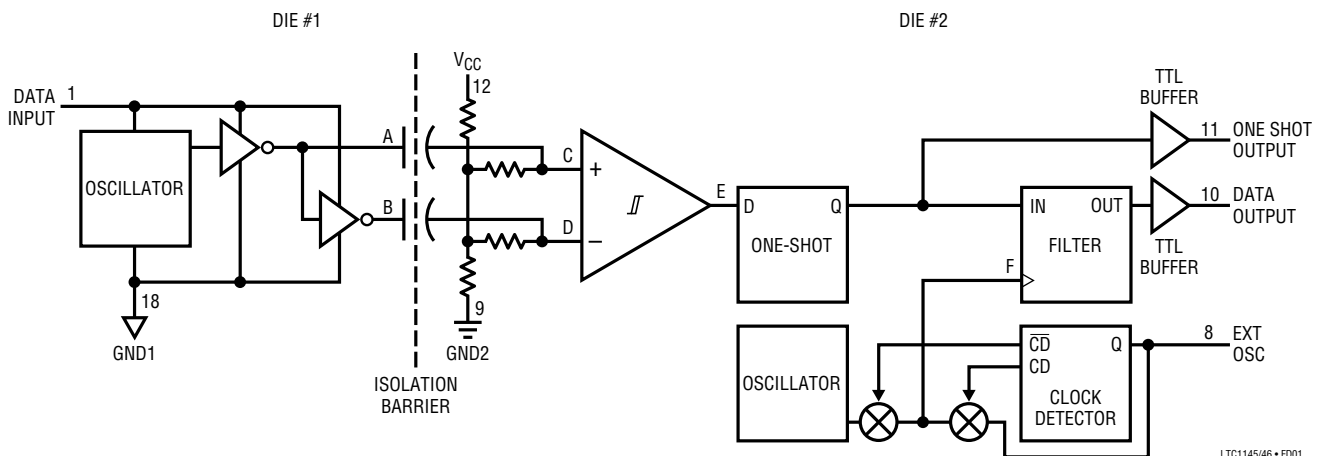 DIE #1
DIE #2
DATA
INPUT
1
OSCILLATOR
18
GND1
A
B
ISOLATION
BARRIER
VCC
12
9
GND2
C
D
+
−
E
D
Q
ONE-SHOT
OSCILLATOR
IN
OUT
FILTER
F
CD
CD
Q
CLOCK
DETECTOR
TTL
BUFFER
11
ONE SHOT
OUTPUT
10
DATA
OUTPUT
TTL
BUFFER
8
EXT
OSC
LTC1145/46 • FD01